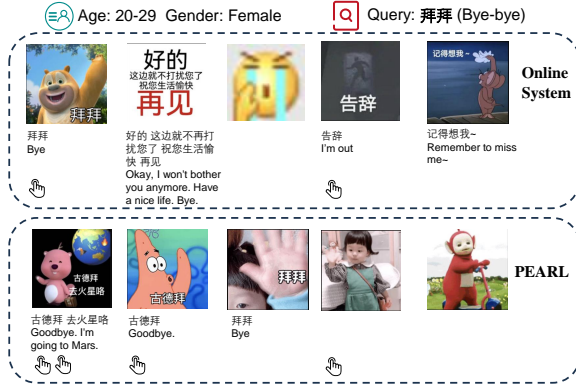 Age: 20-29 Gender: Female
Query: 拜拜 (Bye-bye)
拜拜
好的
这边就不打扰您了
祝您生活愉快
再见
告辞
记得想我~
Online
System
拜拜
Bye
好的 这边就不再打
扰您了 祝您生活愉
快 再见
Okay, I won't bother
you anymore. Have
a nice life. Bye.
告辞
I'm out
记得想我~
Remember to miss
me~
古德拜
去火星咯
古德拜
拜拜
PEARL
古德拜 去火星咯
Goodbye. I'm
going to Mars.
古德拜
Goodbye.
拜拜
Bye